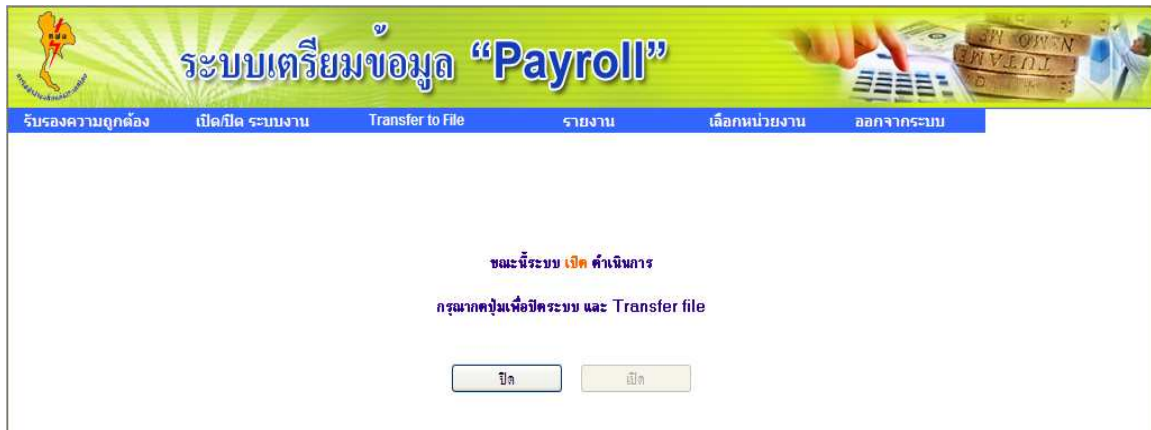 ระบบเตรียมข้อมูล “Payroll”
รับรองความถูกต้อง เปิด/ปิด ระบบงาน Transfer to File รายงาน เลือกหน่วยงาน ออกจากระบบ
ขณะนี้ระบบ เปิด ดำเนินการ
กรุณากดปุ่มเพื่อปิดระบบ และ Transfer file
ปิด เปิด